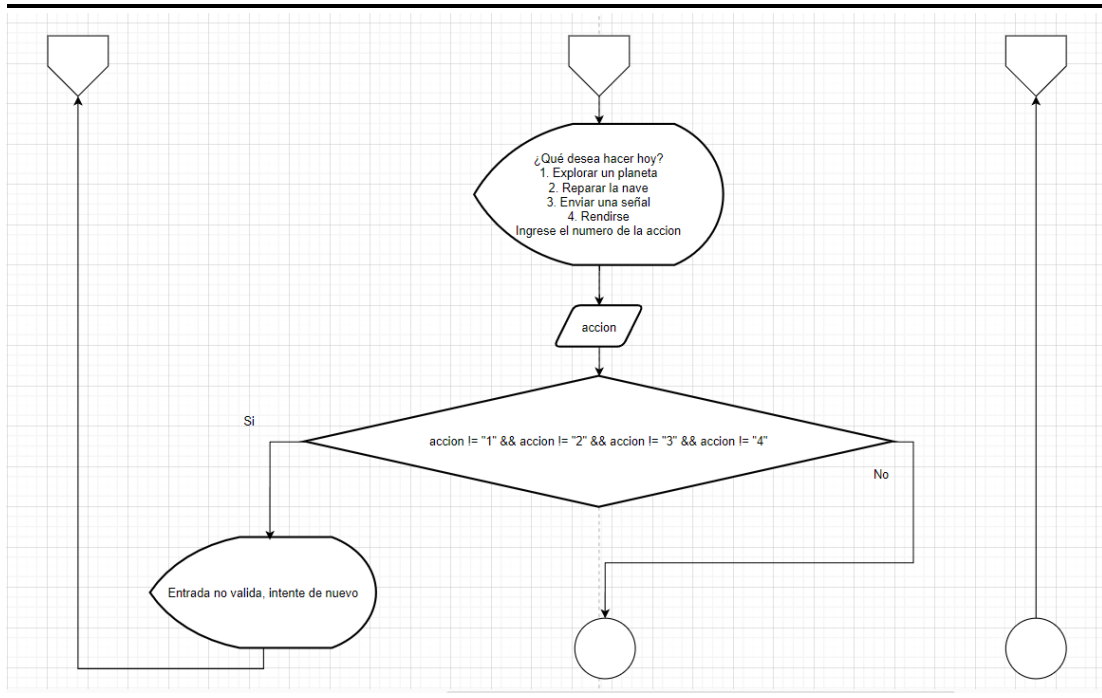 ¿Qué desea hacer hoy?
1. Explorar un planeta
2. Reparar la nave
3. Enviar una señal
4. Rendirse
Ingrese el numero de la accion
accion
Si
accion != "1" && accion != "2" && accion != "3" && accion != "4"
No
Entrada no valida, intente de nuevo